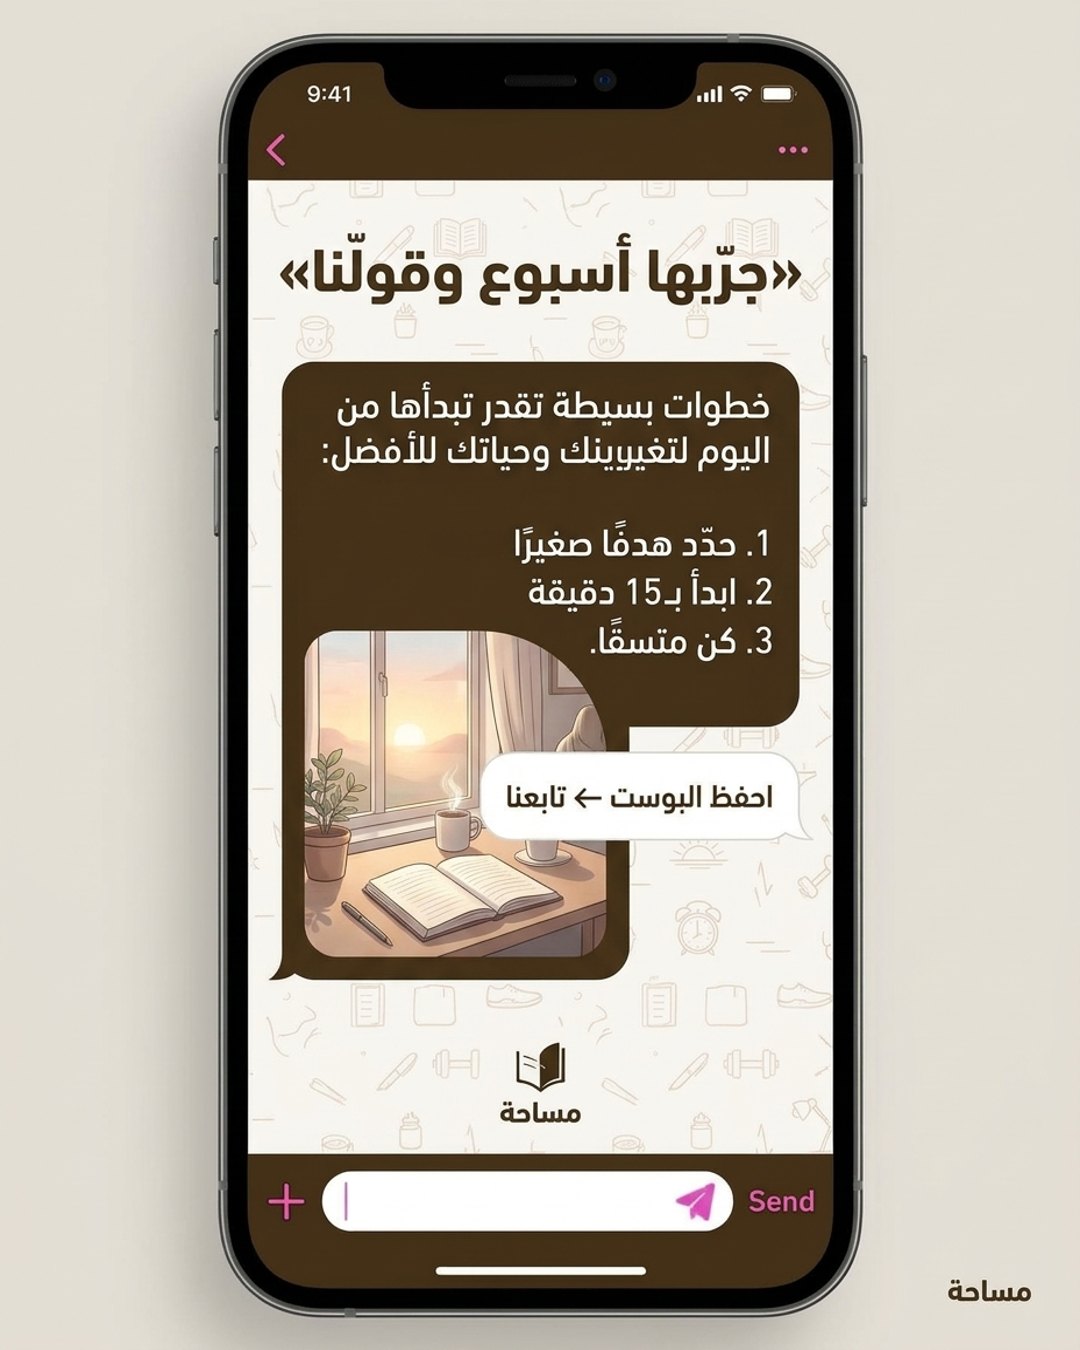 9:41
«جرّبها أسبوع وقولّنا»
خطوات بسيطة تقدر تبدأها من
اليوم وحياتك للأفضل:
1. حدّد هدفًا صغيرًا
2. ابدأ بـ15 دقيقة
3. كن متسقًا.
احفظ البوست ← تابعنا
مساحة
Send
مساحة